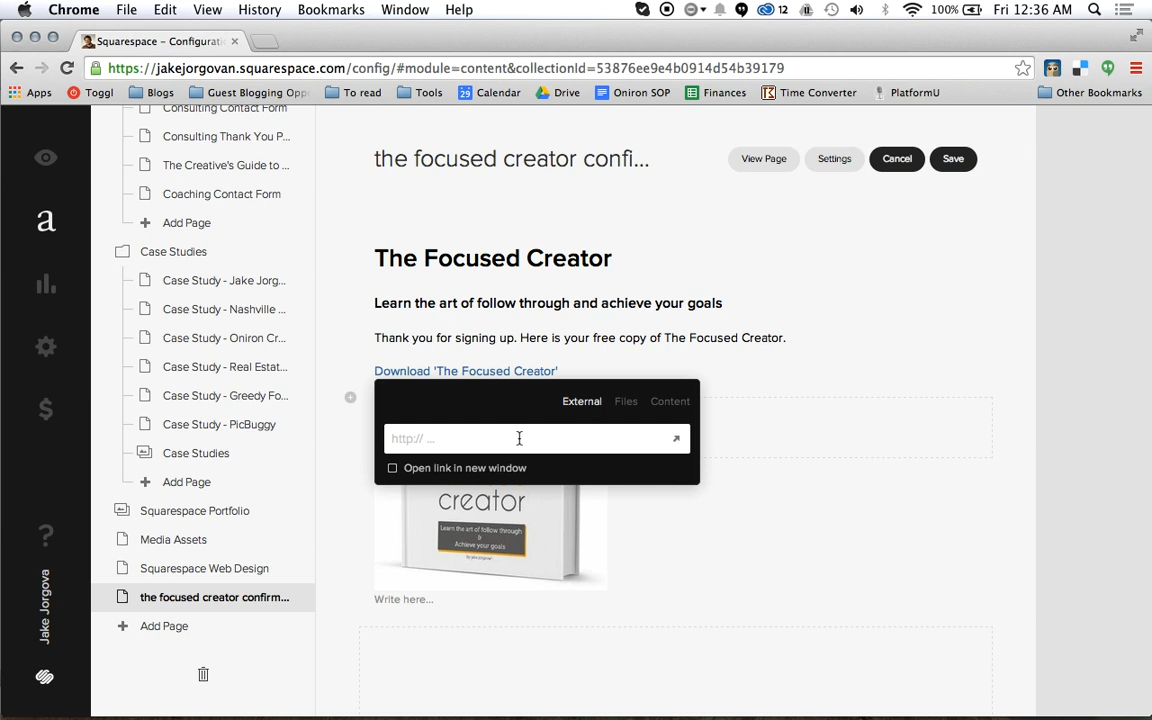 Chrome File Edit View History Bookmarks Window Help 12 100% Fri 12:36 AM
Squarespace – Configurati
https://jakejorgovan.squarespace.com/config/#module=content&collectionId=53876ee9e4b0914d54b39179
Apps Toggl Blogs Guest Blogging Opp To read Tools 29 Calendar Drive Oniron SOP Finances Time Converter PlatformU Other Bookmarks
Consulting Contact Form
Consulting Thank You P...
The Creative's Guide to ...
Coaching Contact Form
Add Page
Case Studies
Case Study - Jake Jorg...
Case Study - Nashville ...
Case Study - Oniron Cr...
Case Study - Real Estat...
Case Study - Greedy Fo...
Case Study - PicBuggy
Case Studies
Add Page
Squarespace Portfolio
Media Assets
Squarespace Web Design
the focused creator confirm...
Add Page
a
$
?
Jake Jorgova
the focused creator confi... View Page Settings Cancel Save
The Focused Creator
Learn the art of follow through and achieve your goals
Thank you for signing up. Here is your free copy of The Focused Creator.
Download 'The Focused Creator'
External Files Content
http:// ...
Open link in new window
creator
Learn the art of follow through
&
Achieve your goals
by jake jorgovan
Write here...